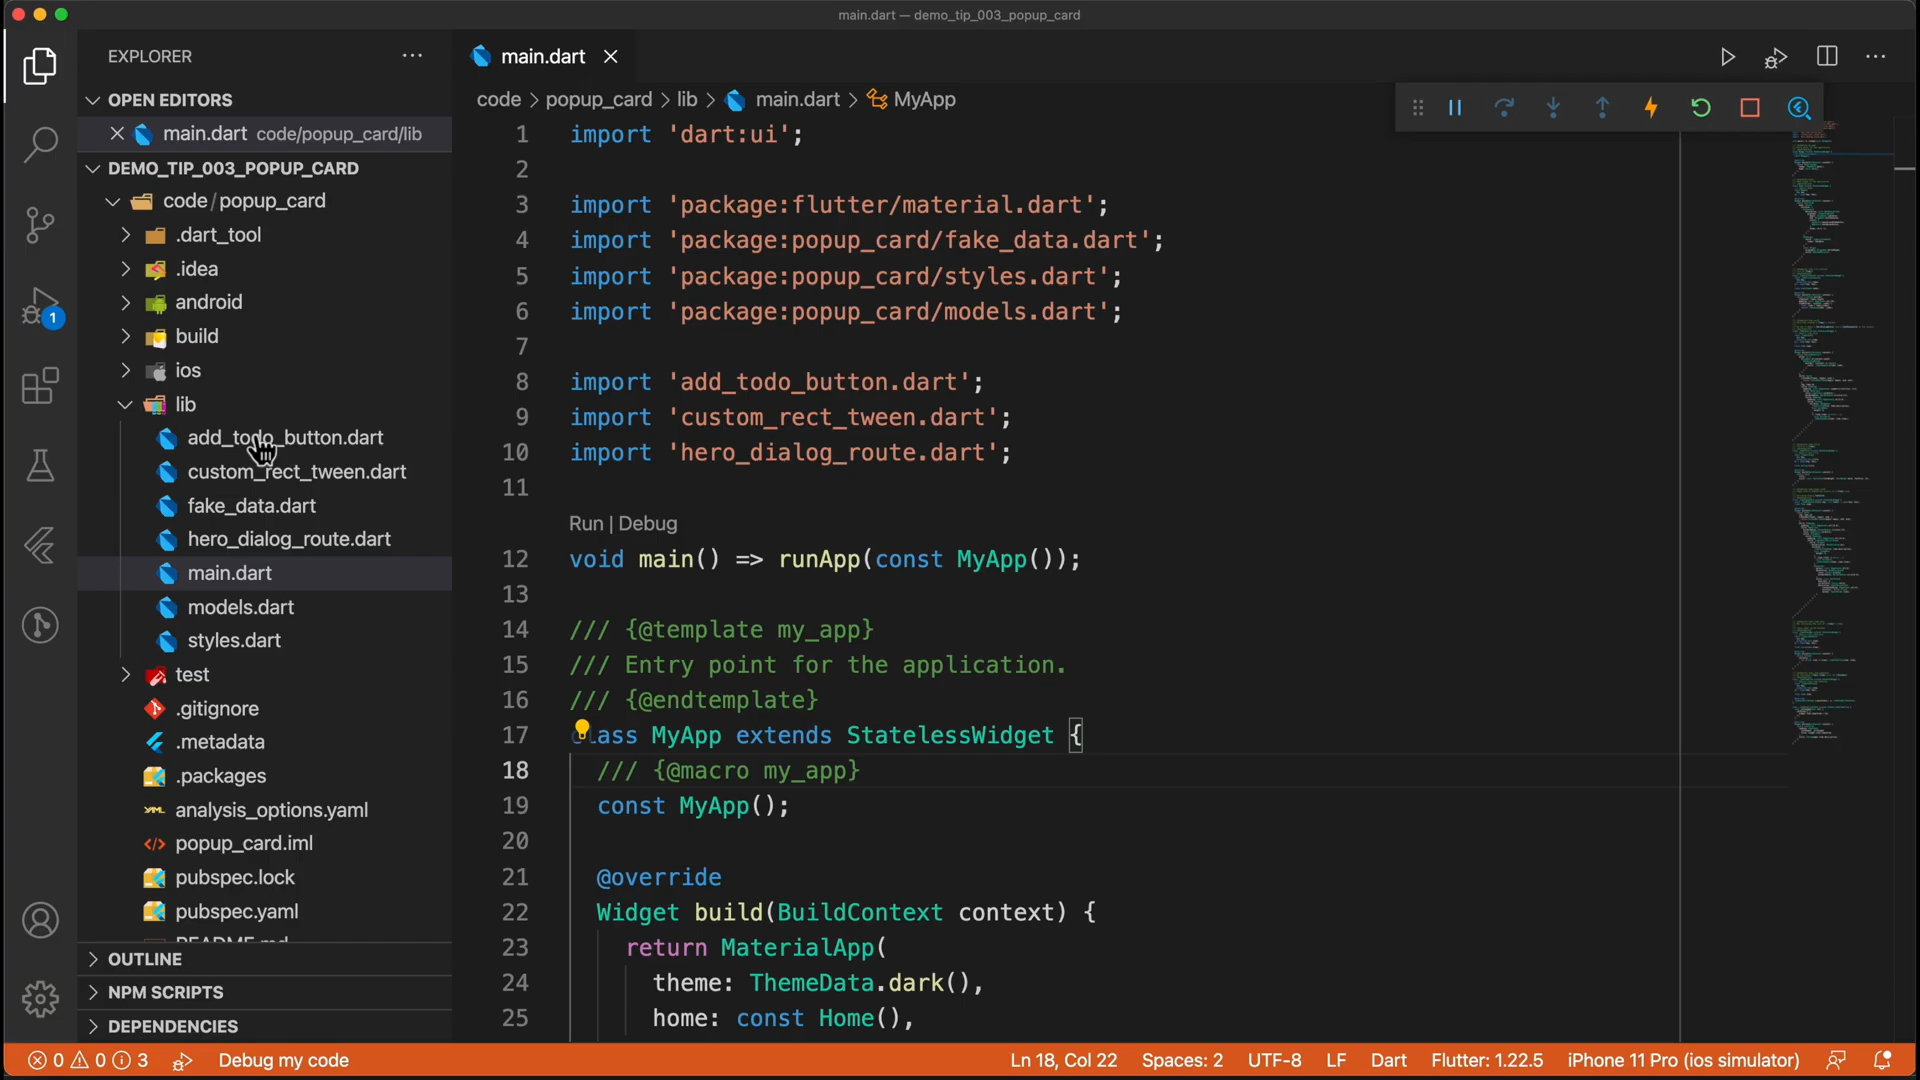 main.dart — demo_tip_003_popup_card
EXPLORER
OPEN EDITORS
main.dart code/popup_card/lib
DEMO_TIP_003_POPUP_CARD
code/popup_card
.dart_tool
.idea
android
build
ios
lib
add_todo_button.dart
custom_rect_tween.dart
fake_data.dart
hero_dialog_route.dart
main.dart
models.dart
styles.dart
test
.gitignore
.metadata
.packages
analysis_options.yaml
popup_card.iml
pubspec.lock
pubspec.yaml
README.md
OUTLINE
NPM SCRIPTS
DEPENDENCIES
1
main.dart
code > popup_card > lib > main.dart > MyApp
1 import 'dart:ui';
2
3 import 'package:flutter/material.dart';
4 import 'package:popup_card/fake_data.dart';
5 import 'package:popup_card/styles.dart';
6 import 'package:popup_card/models.dart';
7
8 import 'add_todo_button.dart';
9 import 'custom_rect_tween.dart';
10 import 'hero_dialog_route.dart';
11
Run | Debug
12 void main() => runApp(const MyApp());
13
14 /// {@template my_app}
15 /// Entry point for the application.
16 /// {@endtemplate}
17 class MyApp extends StatelessWidget {
18 /// {@macro my_app}
19 const MyApp();
20
21 @override
22 Widget build(BuildContext context) {
23 return MaterialApp(
24 theme: ThemeData.dark(),
25 home: const Home(),
0 0 3 Debug my code
Ln 18, Col 22 Spaces: 2 UTF-8 LF Dart Flutter: 1.22.5 iPhone 11 Pro (ios simulator)